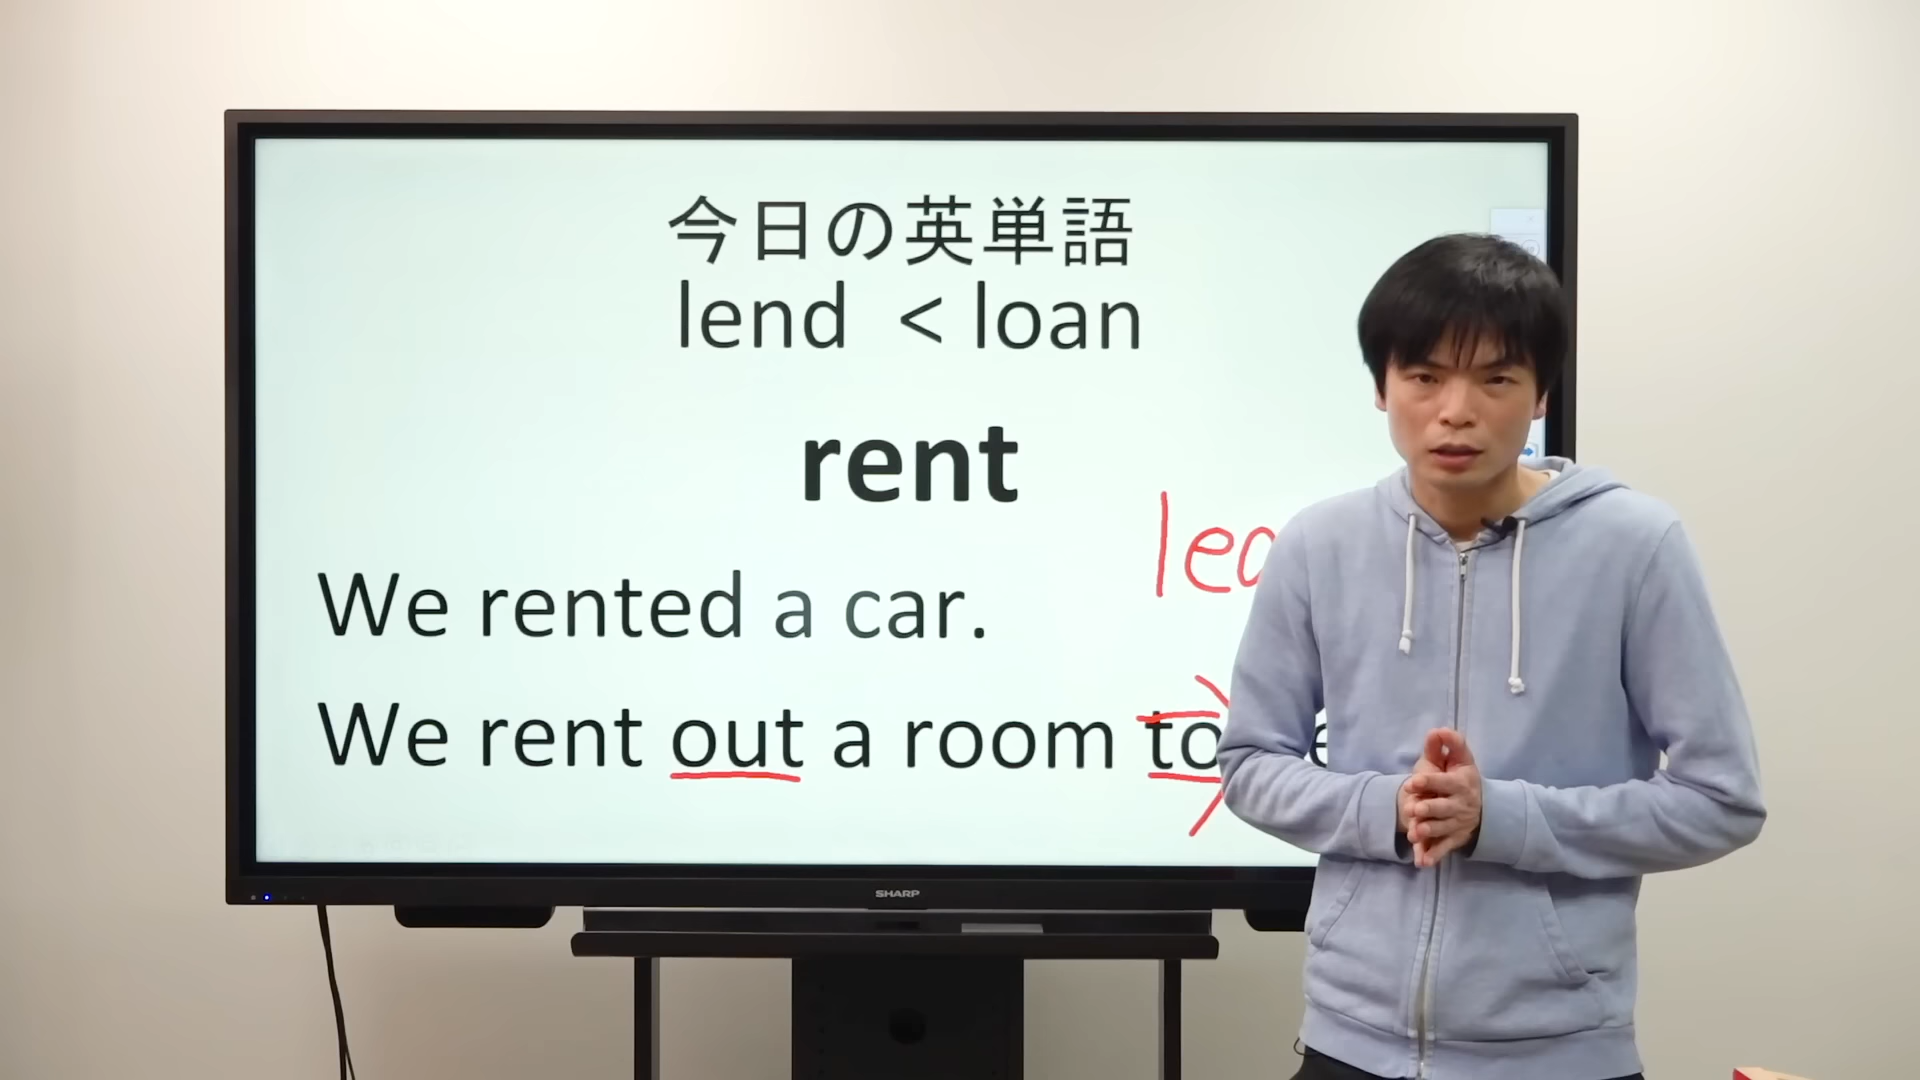 今日の英単語
lend < loan
rent
We rented a car.
We rent out a room to
SHARP